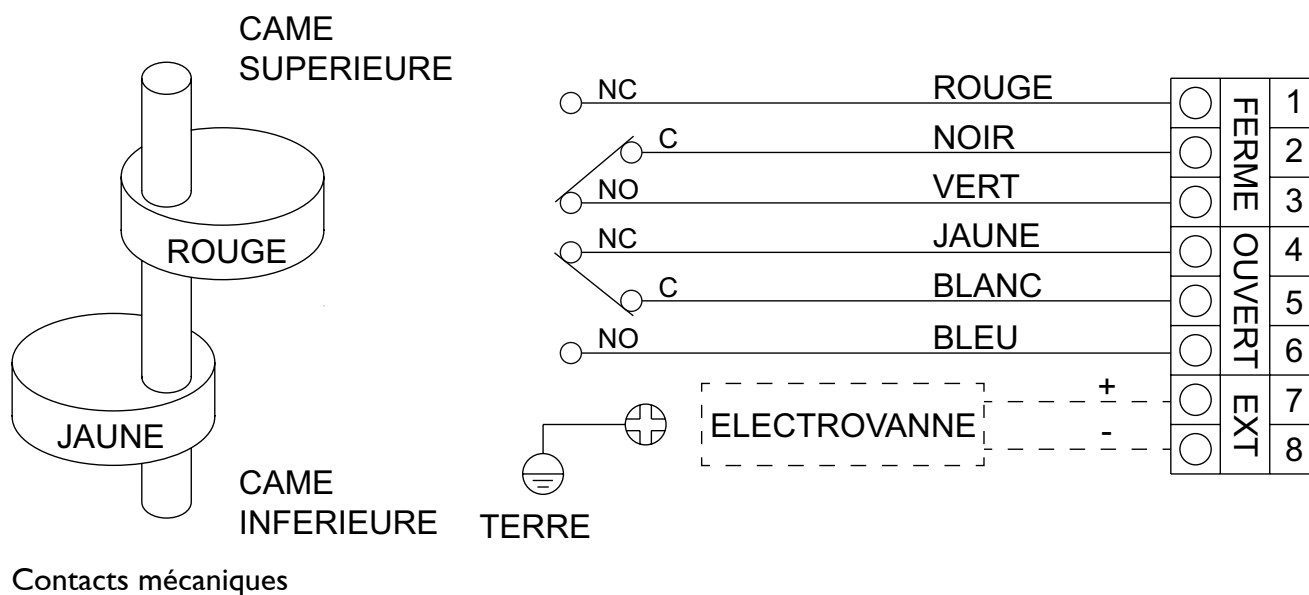 CAME
SUPERIEURE
ROUGE
JAUNE
CAME
INFERIEURE
NC ROUGE 1
C NOIR 2
NO VERT 3
FERME
NC JAUNE 4
C BLANC 5
NO BLEU 6
OUVERT
ELECTROVANNE + 7
- 8
EXT
TERRE
Contacts mécaniques